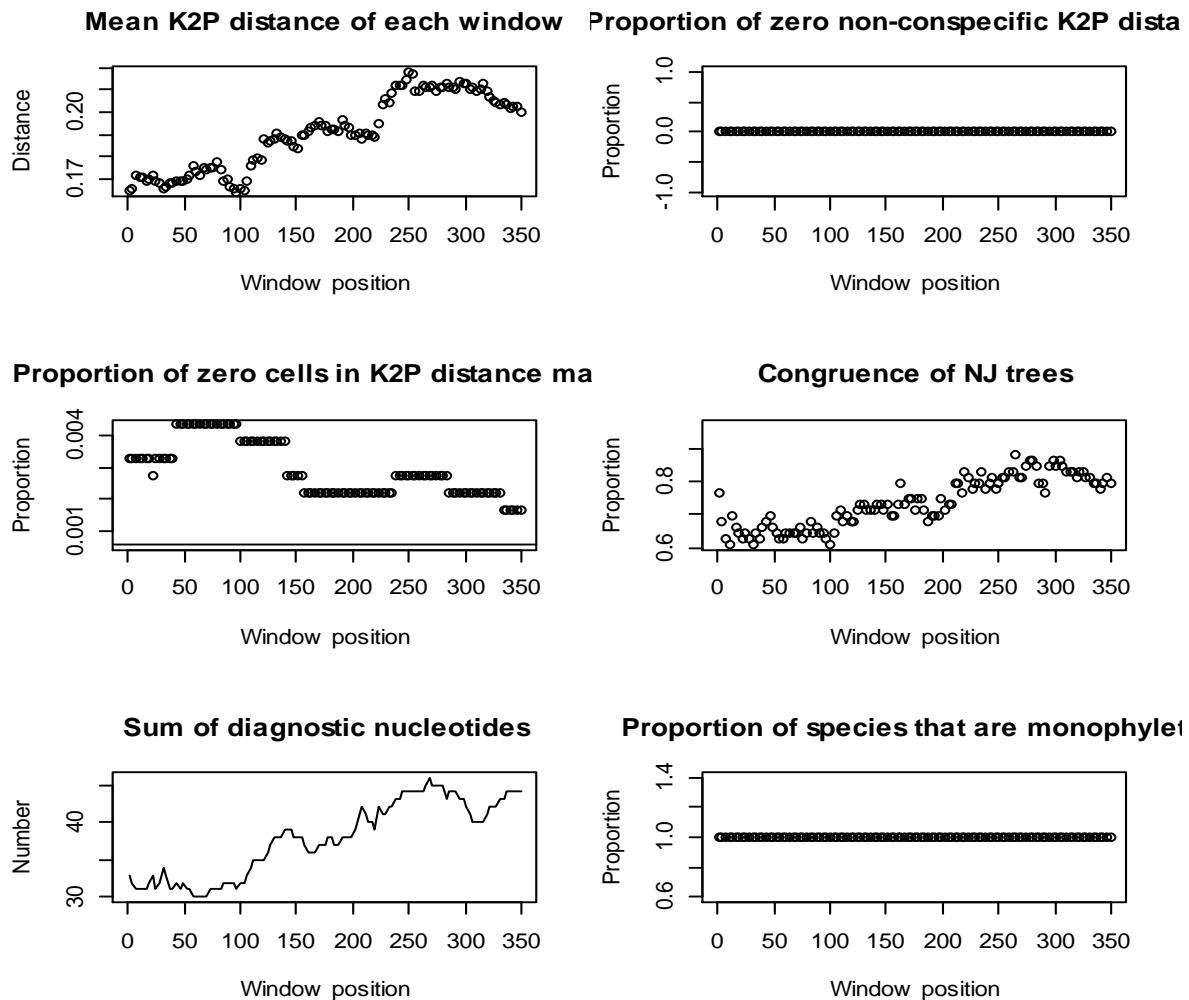 Mean K2P distance of each window
Distance
0.20
0.17
0 50 100 150 200 250 300 350
Window position
Proportion of zero non-conspecific K2P dista
Proportion
1.0
0.0
-1.0
0 50 100 150 200 250 300 350
Window position
Proportion of zero cells in K2P distance ma
Proportion
0.004
0.001
0 50 100 150 200 250 300 350
Window position
Congruence of NJ trees
Proportion
0.8
0.6
0 50 100 150 200 250 300 350
Window position
Sum of diagnostic nucleotides
Number
40
30
0 50 100 150 200 250 300 350
Window position
Proportion of species that are monophylet
Proportion
1.4
1.0
0.6
0 50 100 150 200 250 300 350
Window position